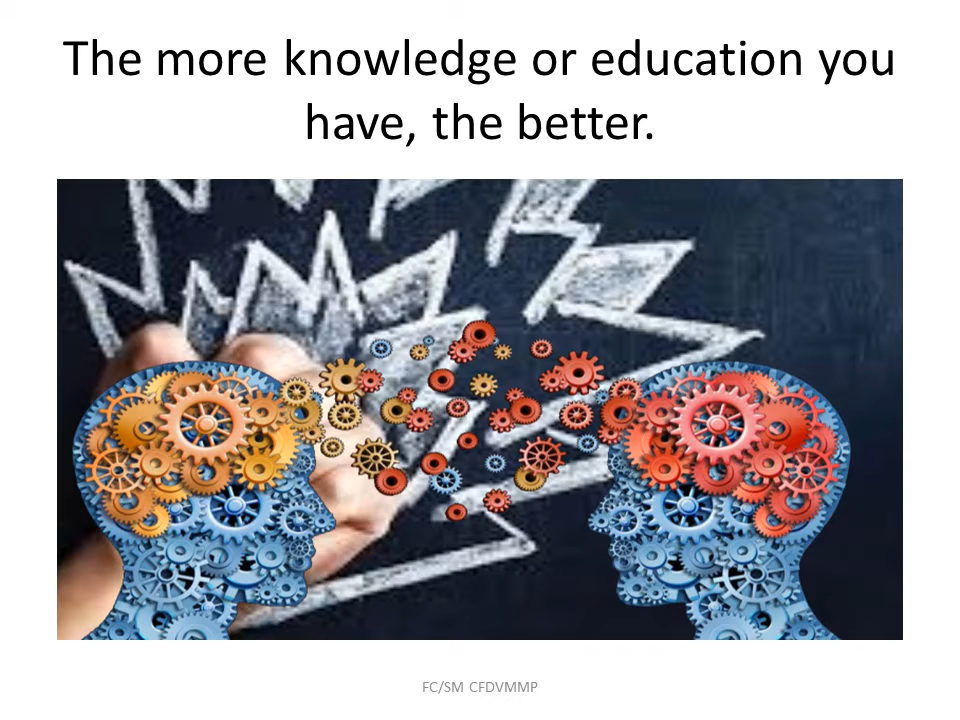 The more knowledge or education you
have, the better.
FC/SM CFDVMMP